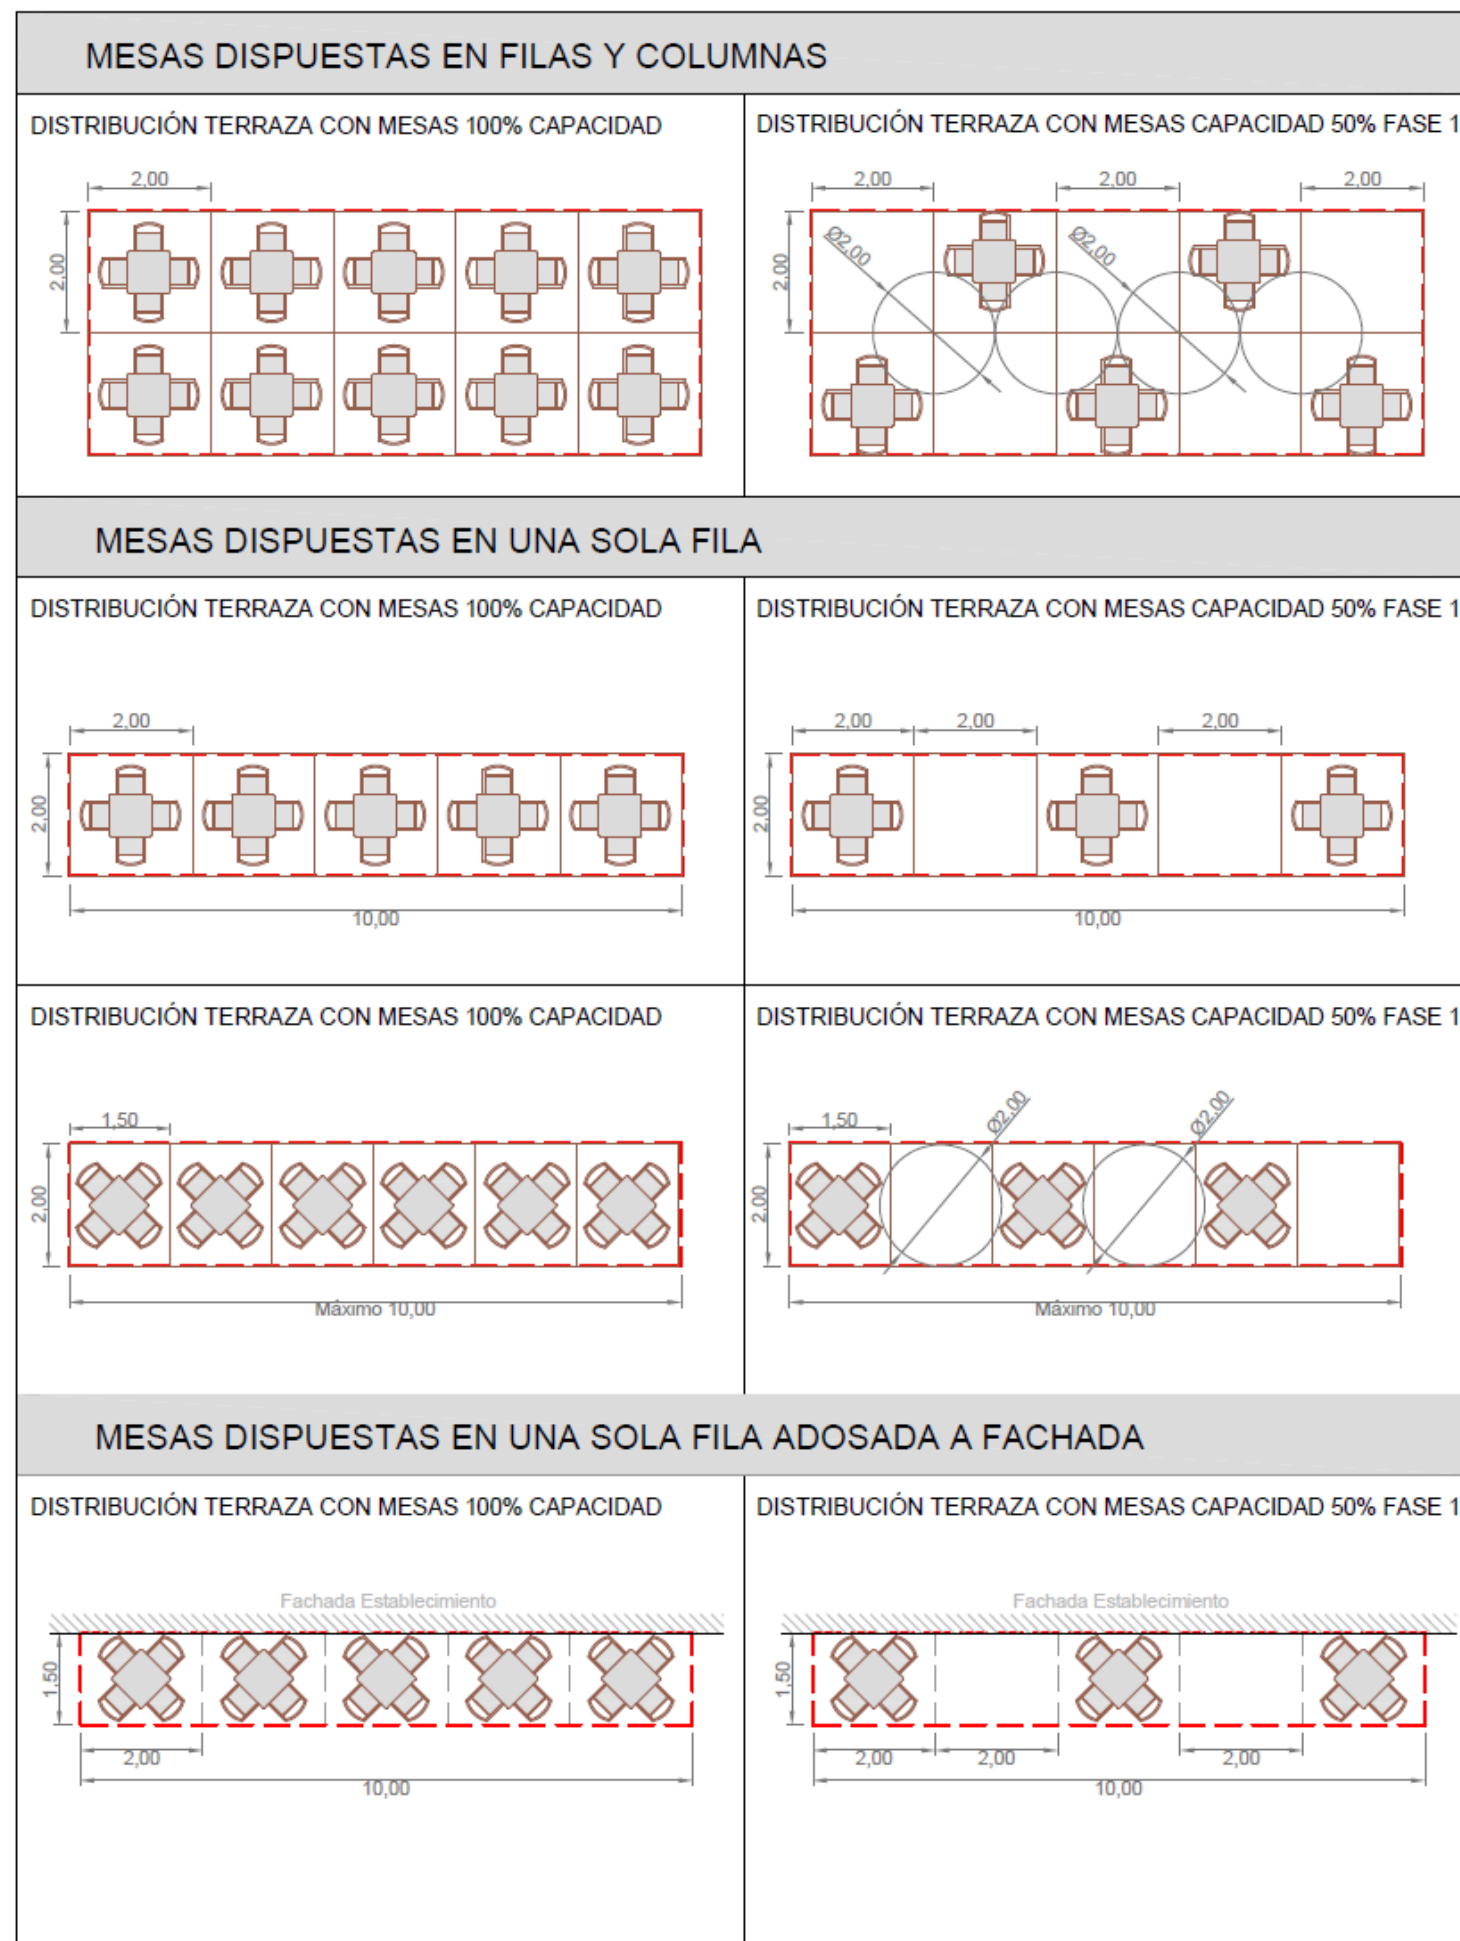 MESAS DISPUESTAS EN FILAS Y COLUMNAS
DISTRIBUCIÓN TERRAZA CON MESAS 100% CAPACIDAD
2,00
2,00
DISTRIBUCIÓN TERRAZA CON MESAS CAPACIDAD 50% FASE 1
2,00 2,00 2,00
2,00
Ø2,00 Ø2,00
MESAS DISPUESTAS EN UNA SOLA FILA
DISTRIBUCIÓN TERRAZA CON MESAS 100% CAPACIDAD
2,00
2,00
10,00
DISTRIBUCIÓN TERRAZA CON MESAS CAPACIDAD 50% FASE 1
2,00 2,00 2,00
2,00
10,00
DISTRIBUCIÓN TERRAZA CON MESAS 100% CAPACIDAD
1,50
2,00
Máximo 10,00
DISTRIBUCIÓN TERRAZA CON MESAS CAPACIDAD 50% FASE 1
1,50 Ø2,00 Ø2,00
2,00
Máximo 10,00
MESAS DISPUESTAS EN UNA SOLA FILA ADOSADA A FACHADA
DISTRIBUCIÓN TERRAZA CON MESAS 100% CAPACIDAD
Fachada Establecimiento
1,50
2,00
10,00
DISTRIBUCIÓN TERRAZA CON MESAS CAPACIDAD 50% FASE 1
Fachada Establecimiento
1,50
2,00 2,00 2,00
10,00